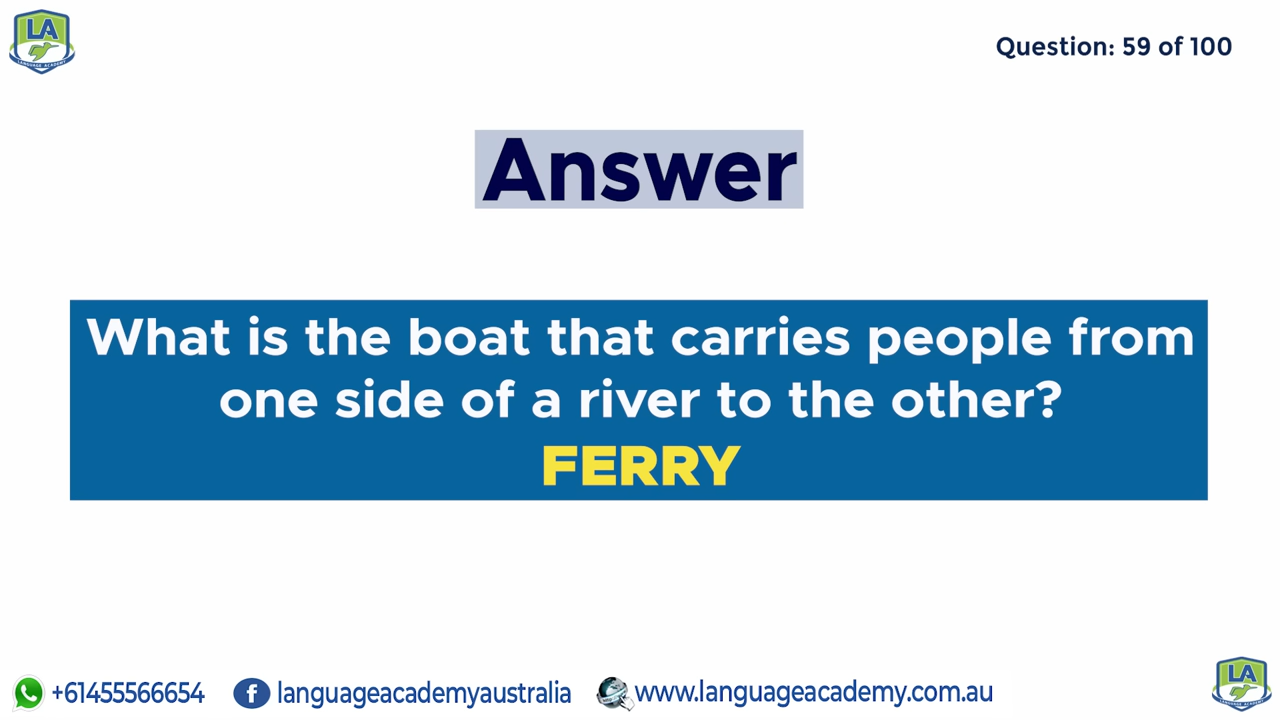 LA
LANGUAGE ACADEMY
Question: 59 of 100
Answer
What is the boat that carries people from
one side of a river to the other?
FERRY
+61455566654
languageacademyaustralia
www.languageacademy.com.au
LA
LANGUAGE ACADEMY